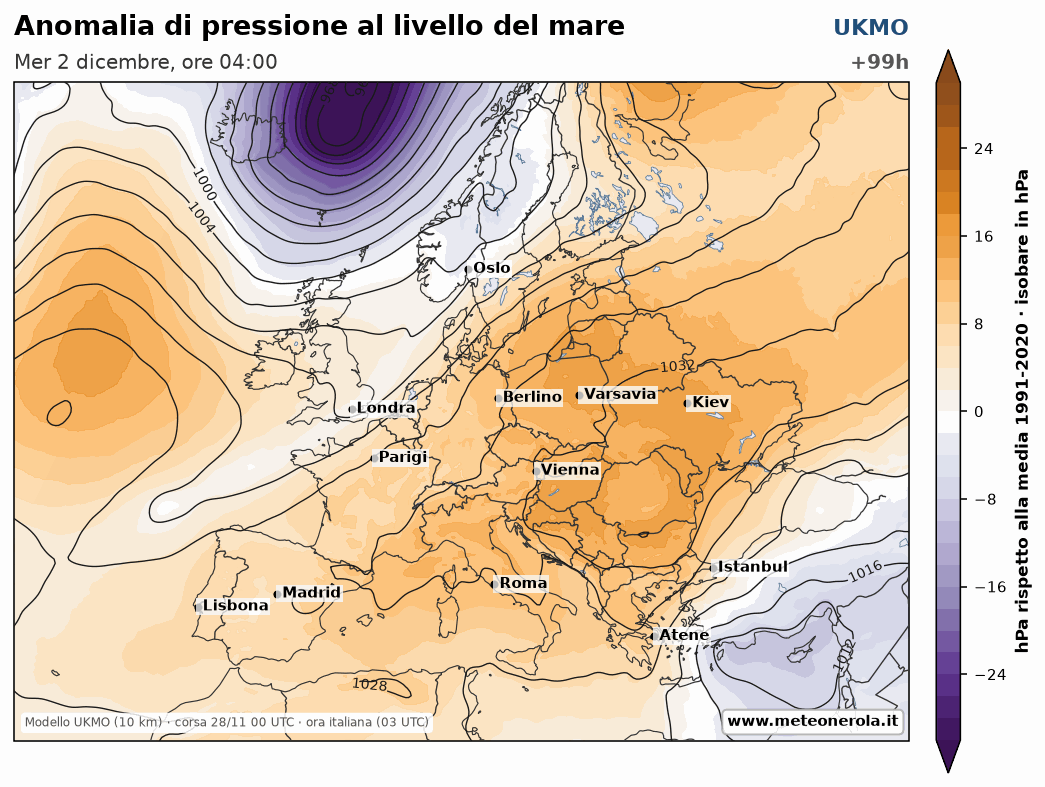 Anomalia di pressione al livello del mare
UKMO
Mer 2 dicembre, ore 04:00
+99h
1000
1004
Oslo
1032
Londra
Berlino
Varsavia
Kiev
Parigi
Vienna
Istanbul
1016
Lisbona
Madrid
Roma
Atene
1028
Modello UKMO (10 km) · corsa 28/11 00 UTC · ora italiana (03 UTC)
www.meteonerola.it
24
16
8
0
−8
−16
−24
hPa rispetto alla media 1991-2020 · isobare in hPa